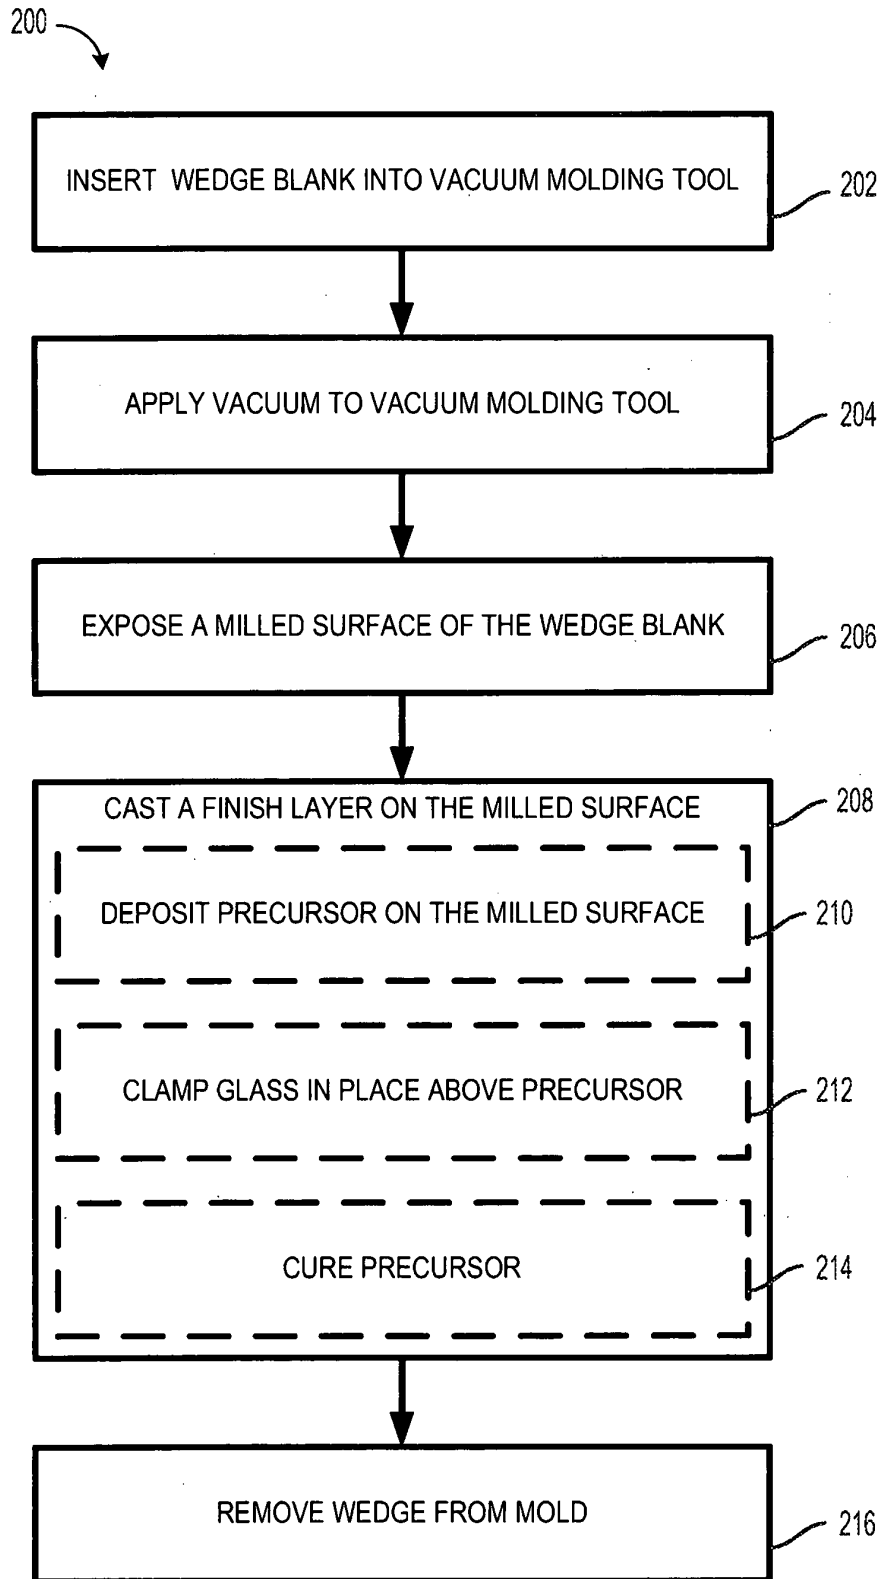 200
INSERT WEDGE BLANK INTO VACUUM MOLDING TOOL
202
APPLY VACUUM TO VACUUM MOLDING TOOL
204
EXPOSE A MILLED SURFACE OF THE WEDGE BLANK
206
CAST A FINISH LAYER ON THE MILLED SURFACE
208
DEPOSIT PRECURSOR ON THE MILLED SURFACE
210
CLAMP GLASS IN PLACE ABOVE PRECURSOR
212
CURE PRECURSOR
214
REMOVE WEDGE FROM MOLD
216